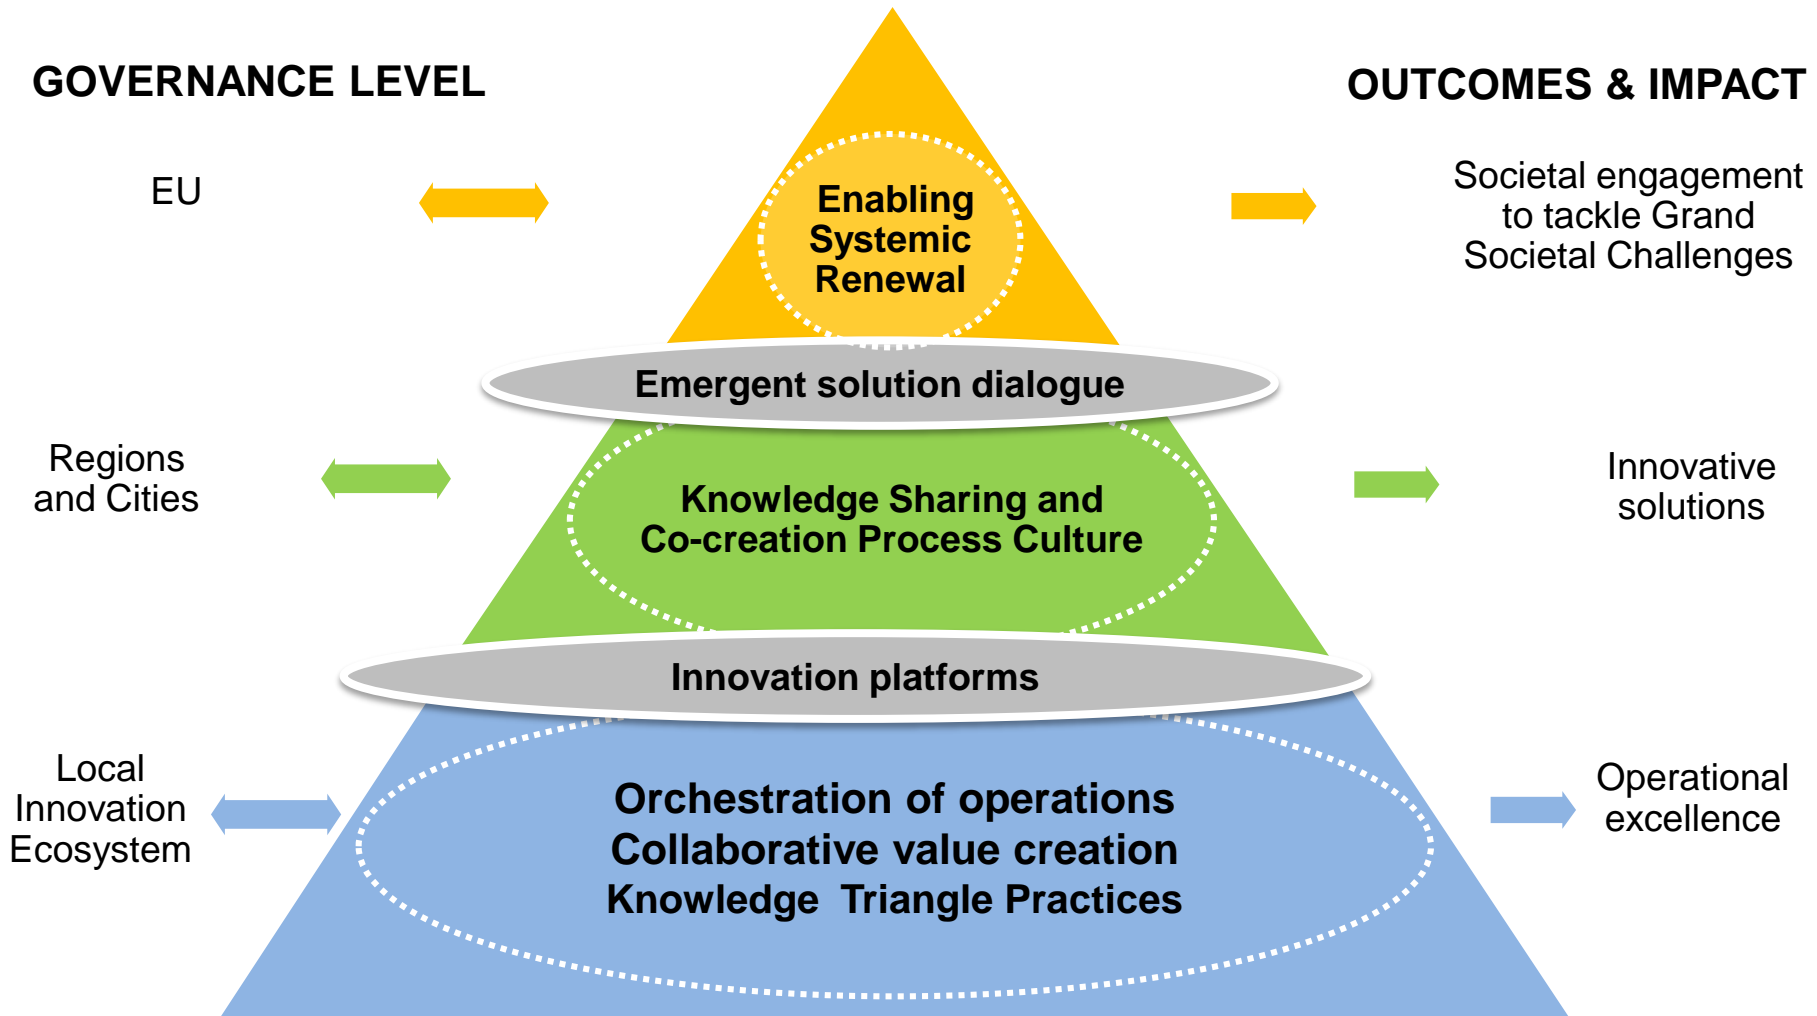 GOVERNANCE LEVEL
OUTCOMES & IMPACT
EU
Enabling
Systemic
Renewal
Societal engagement
to tackle Grand
Societal Challenges
Emergent solution dialogue
Regions
and Cities
Knowledge Sharing and
Co-creation Process Culture
Innovative
solutions
Innovation platforms
Local
Innovation
Ecosystem
Orchestration of operations
Collaborative value creation
Knowledge Triangle Practices
Operational
excellence